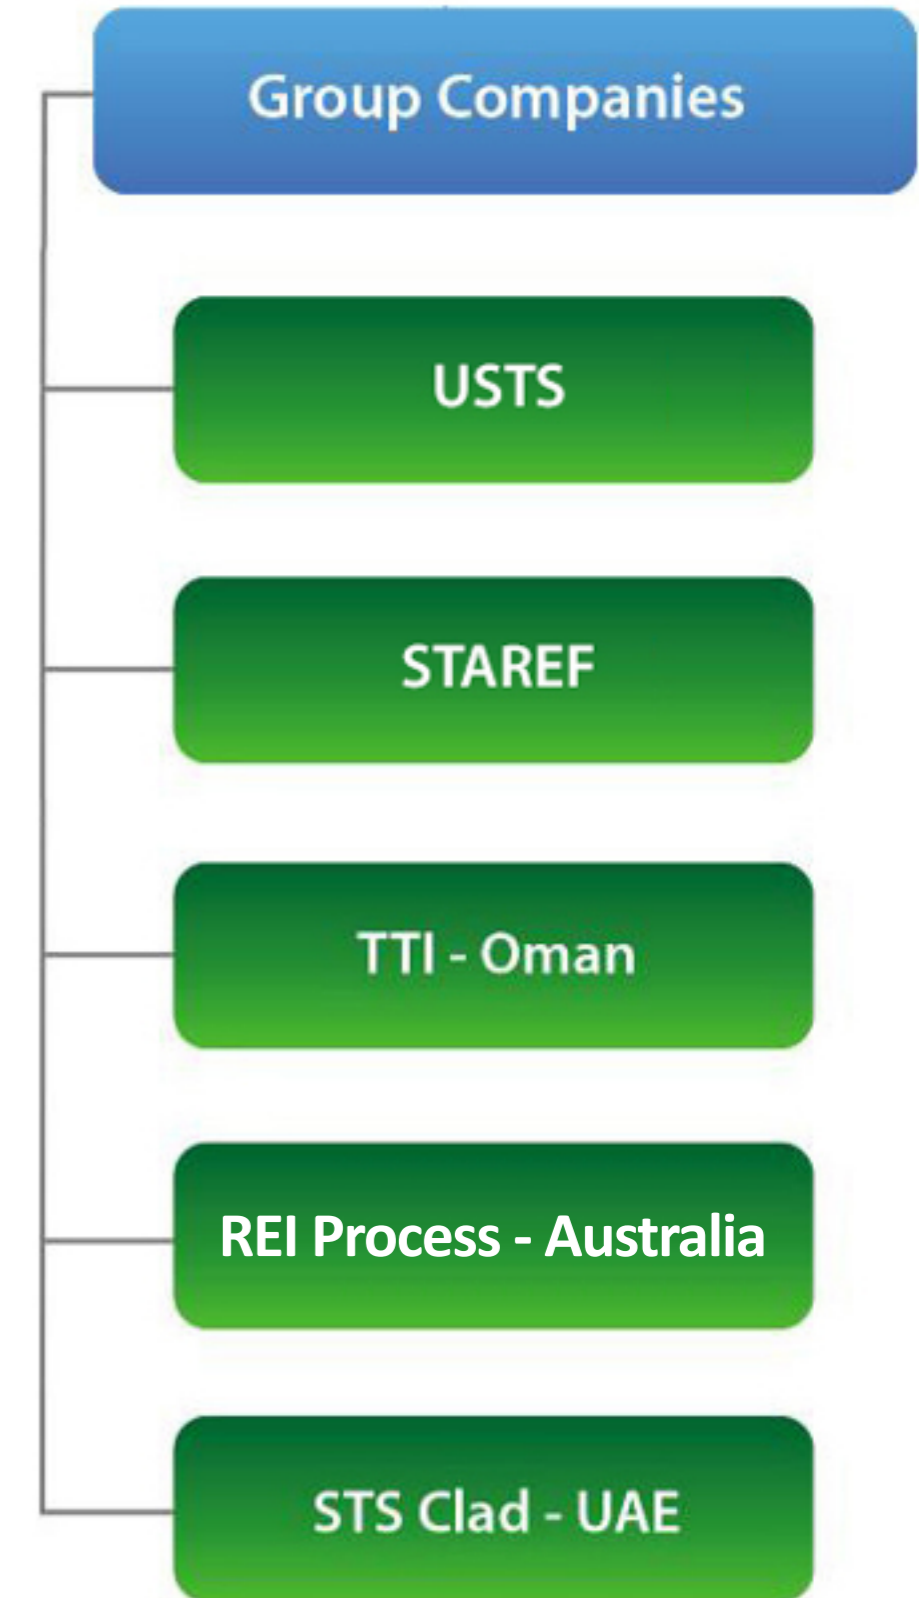 Group Companies
USTS
STAREF
TTI - Oman
REI Process - Australia
STS Clad - UAE